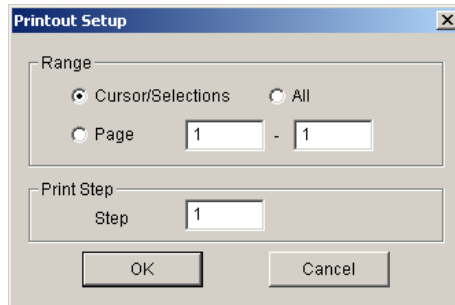 Printout Setup
Range
Cursor/Selections All
Page 1 - 1
Print Step
Step 1
OK Cancel